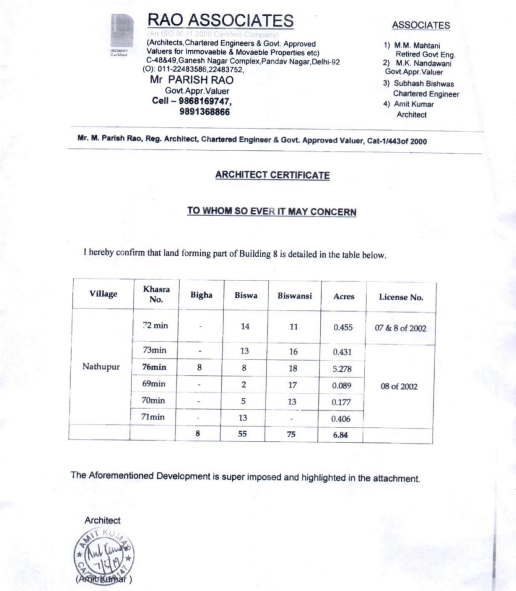 RAO ASSOCIATES
(An ISO 9001:2000 Certified Company)
(Architects,Chartered Engineers & Govt. Approved
Valuers for Immovaeble & Movaeble Properties etc)
C-48&49,Ganesh Nagar Complex,Pandav Nagar,Delhi-92
(O): 011-22483586,22483752,
Mr PARISH RAO
Govt.Appr.Valuer
Cell – 9868169747,
9891368866
ASSOCIATES
1) M.M. Mahtani
Retired Govt Eng.
2) M.K. Nandawani
Govt.Appr.Valuer
3) Subhash Bishwas
Chartered Engineer
4) Amit Kumar
Architect
Mr. M. Parish Rao, Reg. Architect, Chartered Engineer & Govt. Approved Valuer, Cat-1/443of 2000
ARCHITECT CERTIFICATE
TO WHOM SO EVER IT MAY CONCERN
I hereby confirm that land forming part of Building 8 is detailed in the table below.
Village Khasra No. Bigha Biswa Biswansi Acres License No.
72 min - 14 11 0.455 07 & 8 of 2002
73min - 13 16 0.431
Nathupur 76min 8 8 18 5.278
69min - 2 17 0.089 08 of 2002
70min - 5 13 0.177
71min - 13 - 0.406
8 55 75 6.84
The Aforementioned Development is super imposed and highlighted in the attachment.
Architect
AMIT KUMAR
(Amit Kumar )